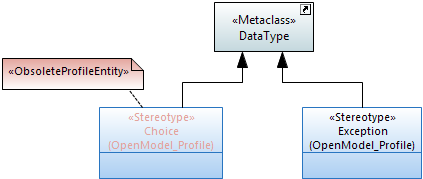 «Metaclass»
DataType
«ObsoleteProfileEntity»
«Stereotype»
Choice
(OpenModel_Profile)
«Stereotype»
Exception
(OpenModel_Profile)